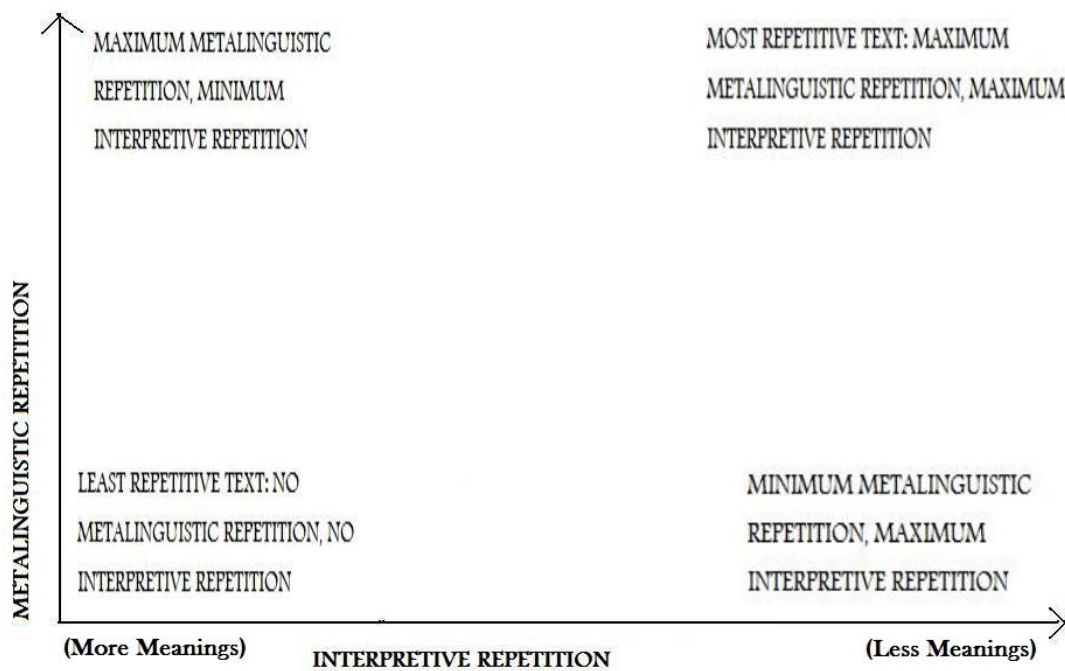 MAXIMUM METALINGUISTIC
REPETITION, MINIMUM
INTERPRETIVE REPETITION
MOST REPETITIVE TEXT: MAXIMUM
METALINGUISTIC REPETITION, MAXIMUM
INTERPRETIVE REPETITION
METALINGUISTIC REPETITION
LEAST REPETITIVE TEXT: NO
METALINGUISTIC REPETITION, NO
INTERPRETIVE REPETITION
MINIMUM METALINGUISTIC
REPETITION, MAXIMUM
INTERPRETIVE REPETITION
(More Meanings)
INTERPRETIVE REPETITION
(Less Meanings)